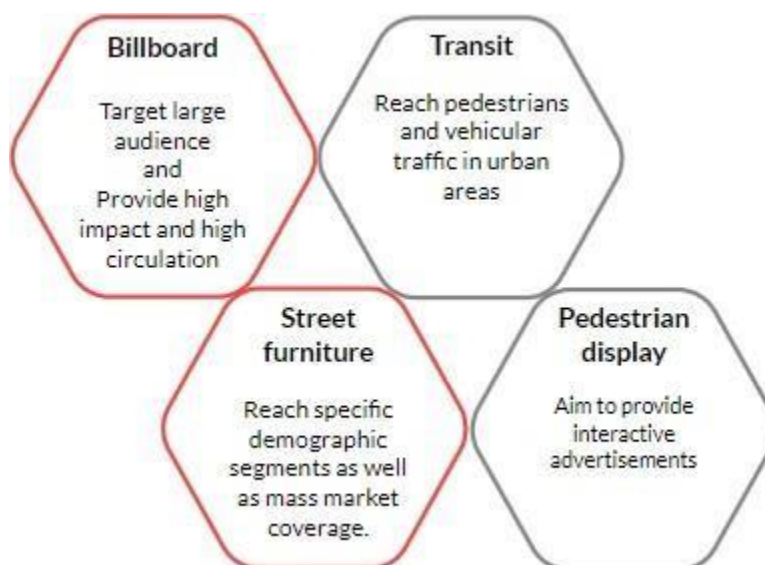 Billboard
Target large
audience
and
Provide high
impact and high
circulation
Transit
Reach pedestrians
and vehicular
traffic in urban
areas
Street
furniture
Reach specific
demographic
segments as well
as mass market
coverage.
Pedestrian
display
Aim to provide
interactive
advertisements